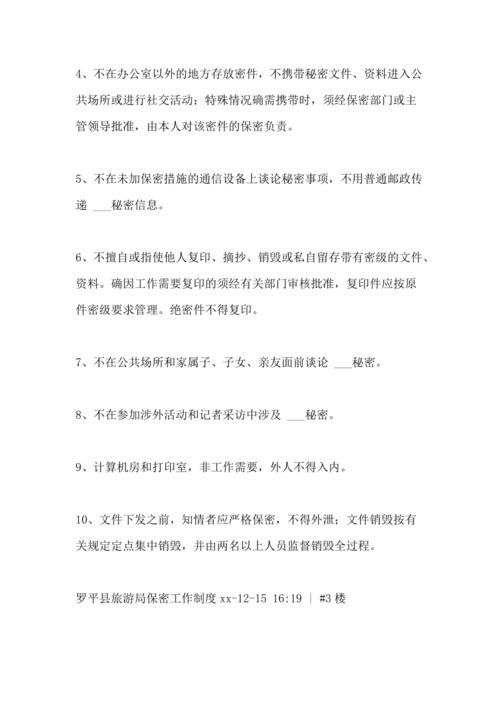 4、不在办公室以外的地方存放密件，不携带秘密文件、资料进入公
共场所或进行社交活动；特殊情况确需携带时，须经保密部门或主
管领导批准，由本人对该密件的保密负责。
5、不在未加保密措施的通信设备上谈论秘密事项，不用普通邮政传
递 ___秘密信息。
6、不擅自或指使他人复印、摘抄、销毁或私自留存带有密级的文件、
资料。确因工作需要复印的须经有关部门审核批准，复印件应按原
件密级要求管理。绝密件不得复印。
7、不在公共场所和家属子、子女、亲友面前谈论 ___秘密。
8、不在参加涉外活动和记者采访中涉及 ___秘密。
9、计算机房和打印室，非工作需要，外人不得入内。
10、文件下发之前，知情者应严格保密，不得外泄；文件销毁按有
关规定定点集中销毁，并由两名以上人员监督销毁全过程。
罗平县旅游局保密工作制度xx-12-15 16:19 | #3 楼